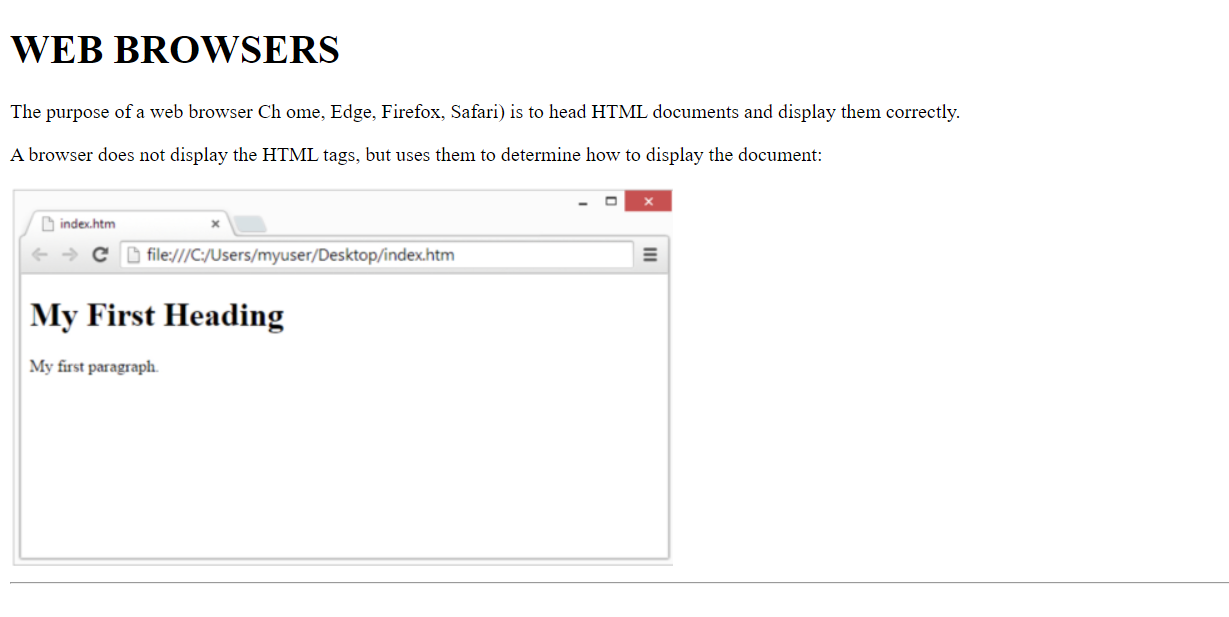 WEB BROWSERS
The purpose of a web browser Ch ome, Edge, Firefox, Safari) is to head HTML documents and display them correctly.
A browser does not display the HTML tags, but uses them to determine how to display the document:
index.htm
file:///C:/Users/myuser/Desktop/index.htm
My First Heading
My first paragraph.